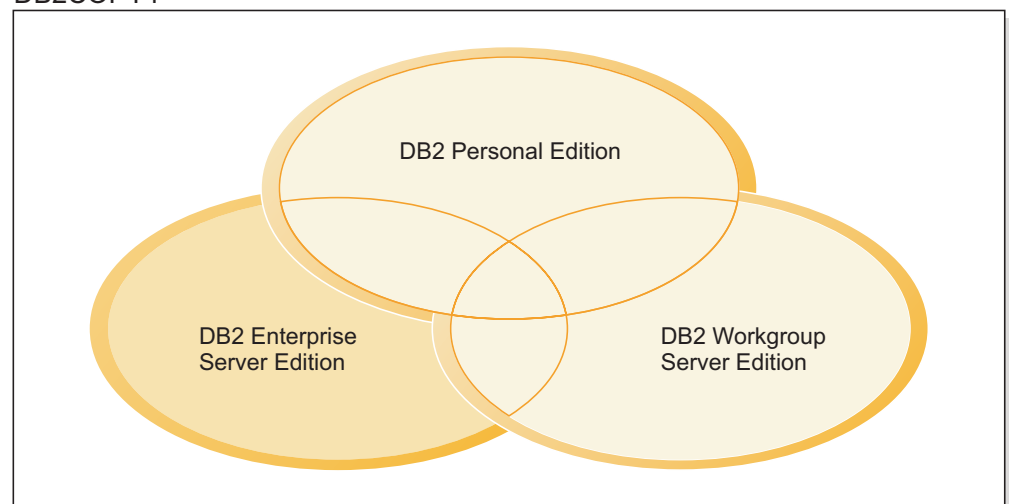 DB2 Personal Edition
DB2 Enterprise
Server Edition
DB2 Workgroup
Server Edition